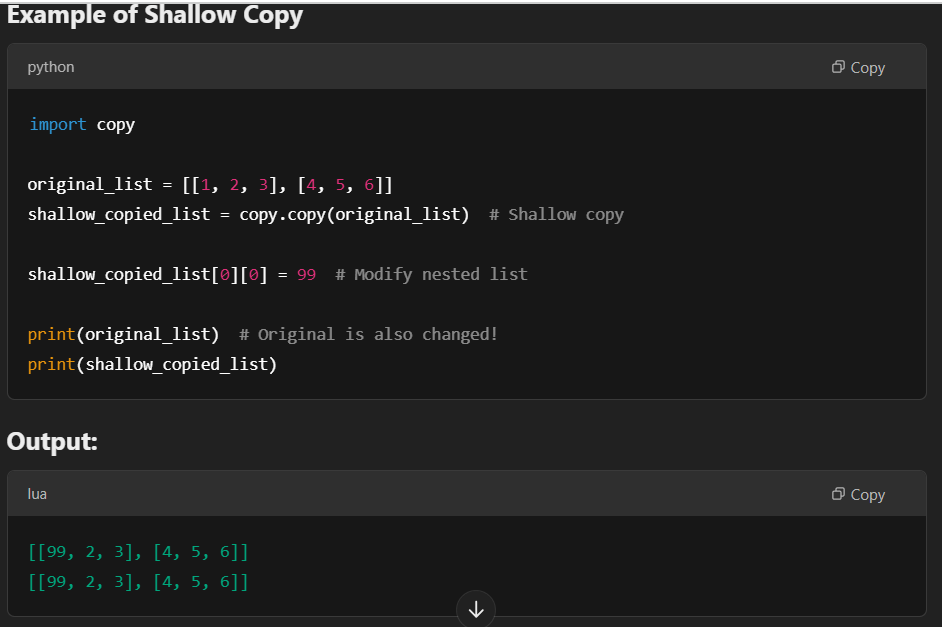 Example of Shallow Copy
python
Copy
import copy
original_list = [[1, 2, 3], [4, 5, 6]]
shallow_copied_list = copy.copy(original_list)  # Shallow copy
shallow_copied_list[0][0] = 99  # Modify nested list
print(original_list)  # Original is also changed!
print(shallow_copied_list)
Output:
lua
Copy
[[99, 2, 3], [4, 5, 6]]
[[99, 2, 3], [4, 5, 6]]